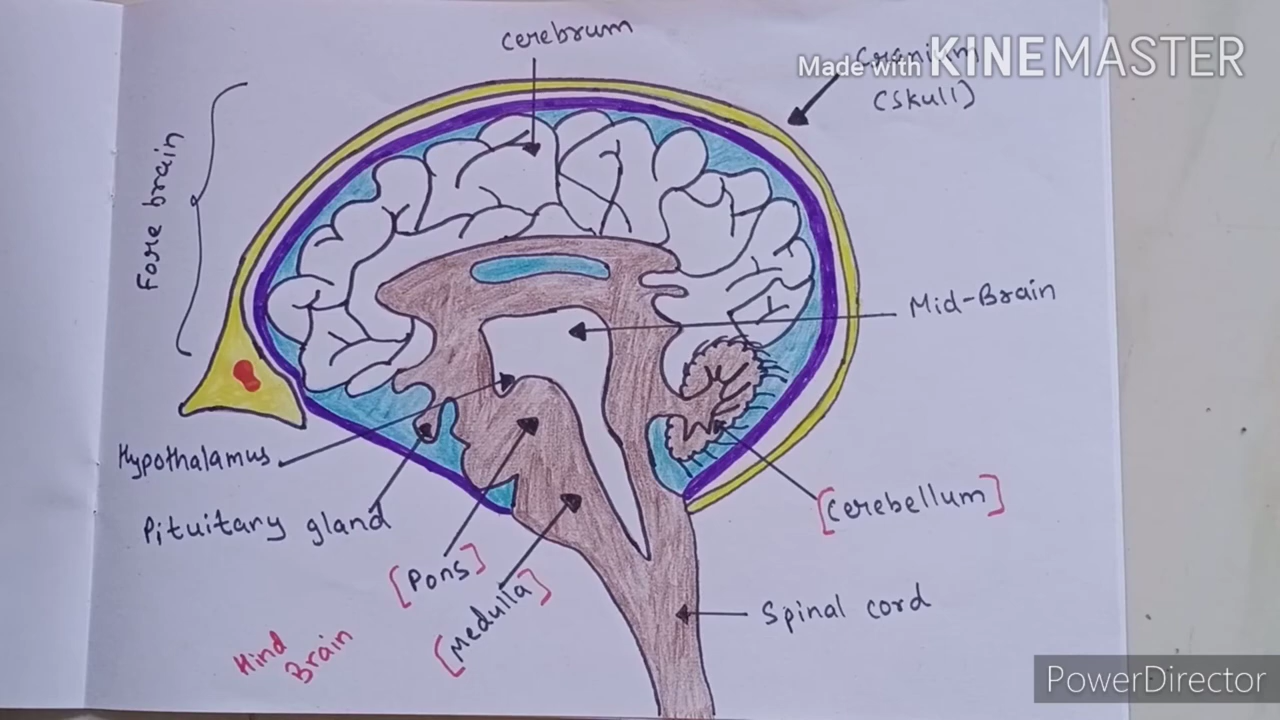 cerebrum
Made with KINEMASTER
Cranium
(Skull)
Fore brain
Mid-Brain
Hypothalamus
Pituitary gland
[Cerebellum]
[Pons]
[Medulla]
Spinal cord
Hind
Brain
PowerDirector